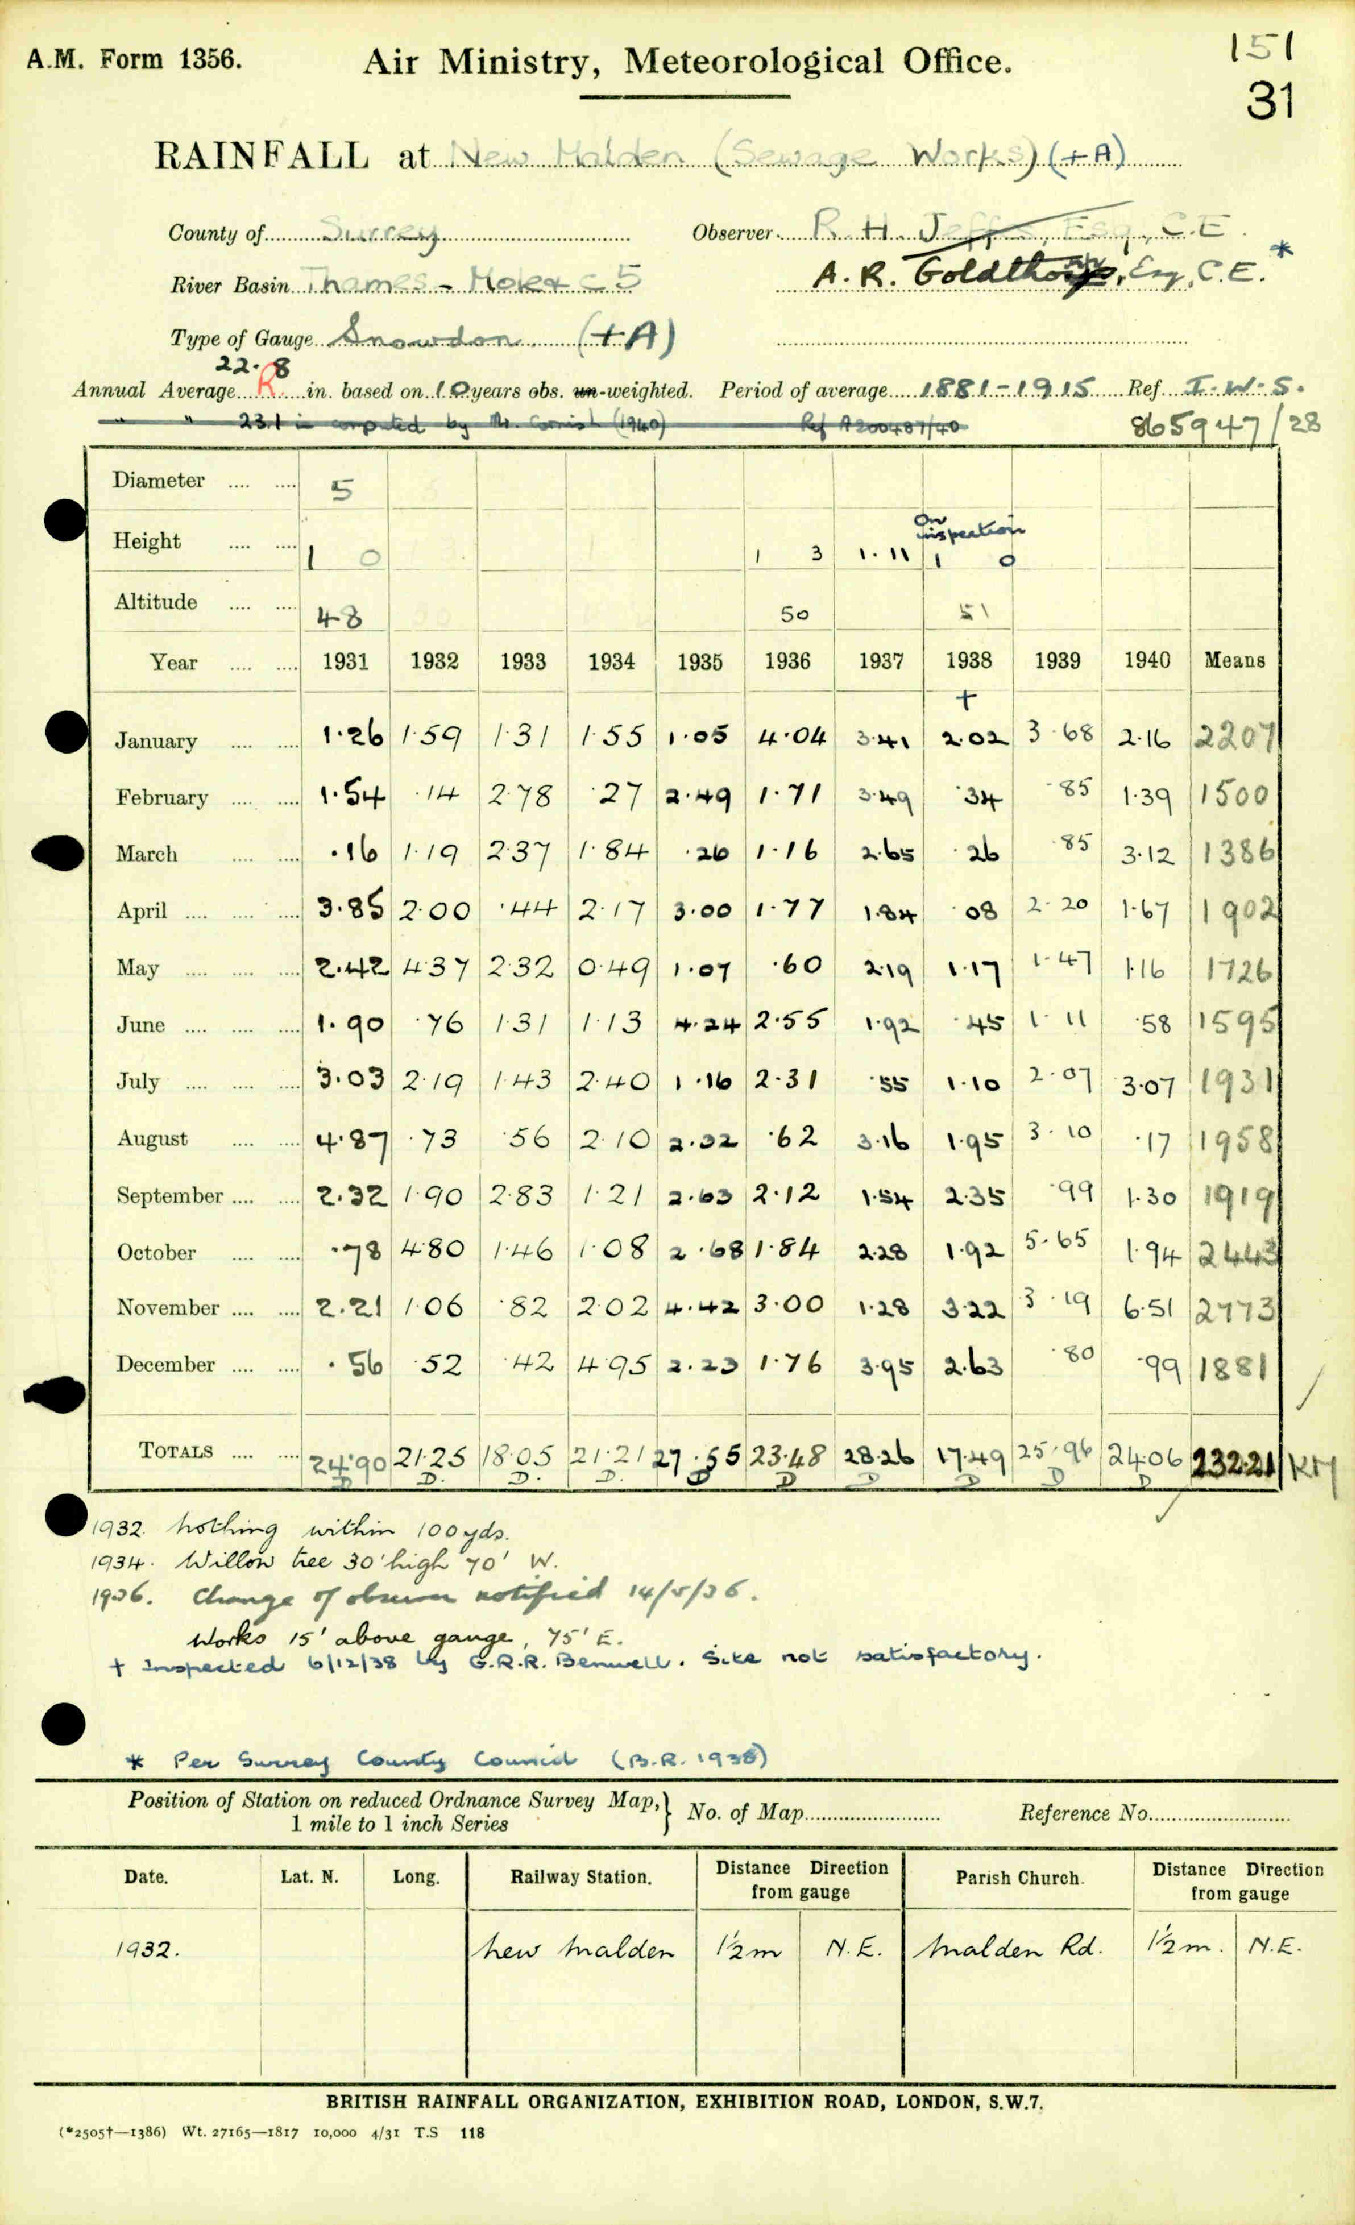 A.M. Form 1356. Air Ministry, Meteorological Office. 151
31
RAINFALL at New Malden (Sewage Works) (+A)
County of Surrey Observer R. H. Jeffes, Esq., C.E.
River Basin Thames - Mole & C 5 A. R. Goldthorpe, Esq., C.E. *
Type of Gauge Snowdon (+A)
22.8
Annual Average R in. based on 10 years obs. un-weighted. Period of average 1881-1915 Ref I.W.S.
" " 23.1 in computed by Mr. Cornish (1940) Ref A200487/40 865947/28
Diameter 5
On inspection
Height 1 0 1 3 1.11 1 0
Altitude 48 50 51
Year 1931 1932 1933 1934 1935 1936 1937 1938 1939 1940 Means
+
January 1.26 1.59 1.31 1.55 1.05 4.04 3.41 2.02 3.68 2.16 2207
February 1.54 .14 2.78 .27 2.49 1.71 3.49 .34 .85 1.39 1500
March .16 1.19 2.37 1.84 .26 1.16 2.65 .26 .85 3.12 1386
April 3.85 2.00 .44 2.17 3.00 1.77 1.84 .08 2.20 1.67 1902
May 2.42 4.37 2.32 0.49 1.07 .60 2.19 1.17 1.47 1.16 1726
June 1.90 .76 1.31 1.13 4.24 2.55 1.92 .45 1.11 .58 1595
July 3.03 2.19 1.43 2.40 1.16 2.31 .55 1.10 2.07 3.07 1931
August 4.87 .73 .56 2.10 2.32 .62 3.16 1.95 3.10 .17 1958
September 2.32 1.90 2.83 1.21 2.63 2.12 1.54 2.35 .99 1.30 1919
October .78 4.80 1.46 1.08 2.68 1.84 2.28 1.92 5.65 1.94 2443
November 2.21 1.06 .82 2.02 4.42 3.00 1.28 3.22 3.19 6.51 2773
December .56 .52 .42 4.95 2.23 1.76 3.95 2.63 .80 .99 1881
TOTALS 24.90 21.25 18.05 21.21 27.55 23.48 28.26 17.49 25.96 24.06 232.21 KM
D D. D. D. D D D D D D
1932. Nothing within 100 yds.
1934. Willow tree 30' high 70' W.
1936. Change of observer notified 14/5/36.
Works 15' above gauge, 75' E.
+ Inspected 6/12/38 by G.R.R. Benwell. Site not satisfactory.
* Per Surrey County Council (B.R. 1938)
Position of Station on reduced Ordnance Survey Map, } No. of Map Reference No.
1 mile to 1 inch Series
Date. Lat. N. Long. Railway Station. Distance Direction from gauge Parish Church. Distance Direction from gauge
1932. New Malden 1½ m N.E. Malden Rd. 1½ m. N.E.
BRITISH RAINFALL ORGANIZATION, EXHIBITION ROAD, LONDON, S.W.7.
(*2505†—1386) Wt. 27165—1817 10,000 4/31 T.S 118